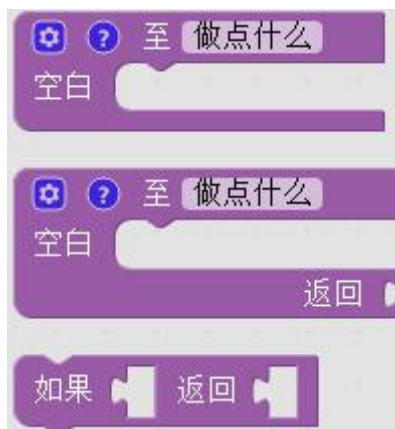 ? 至 做点什么
空白
? 至 做点什么
空白
返回
如果 返回